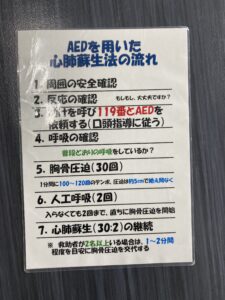 AEDを用いた
心肺蘇生法の流れ
1. 周囲の安全確認
2. 反応の確認 もしもし、大丈夫ですか？
3. 助けを呼び119番とAEDを
依頼する(口頭指導に従う)
4. 呼吸の確認
普段どおりの呼吸をしているか？
5. 胸骨圧迫(30回)
1分間に100～120回のテンポ、圧迫は約5cmで絶え間なく
6. 人工呼吸(2回)
入らなくても2回まで、直ちに胸骨圧迫を開始
7. 心肺蘇生(30:2)の継続
※ 救助者が2名以上いる場合は、1～2分間
程度を目安に胸骨圧迫を交代する